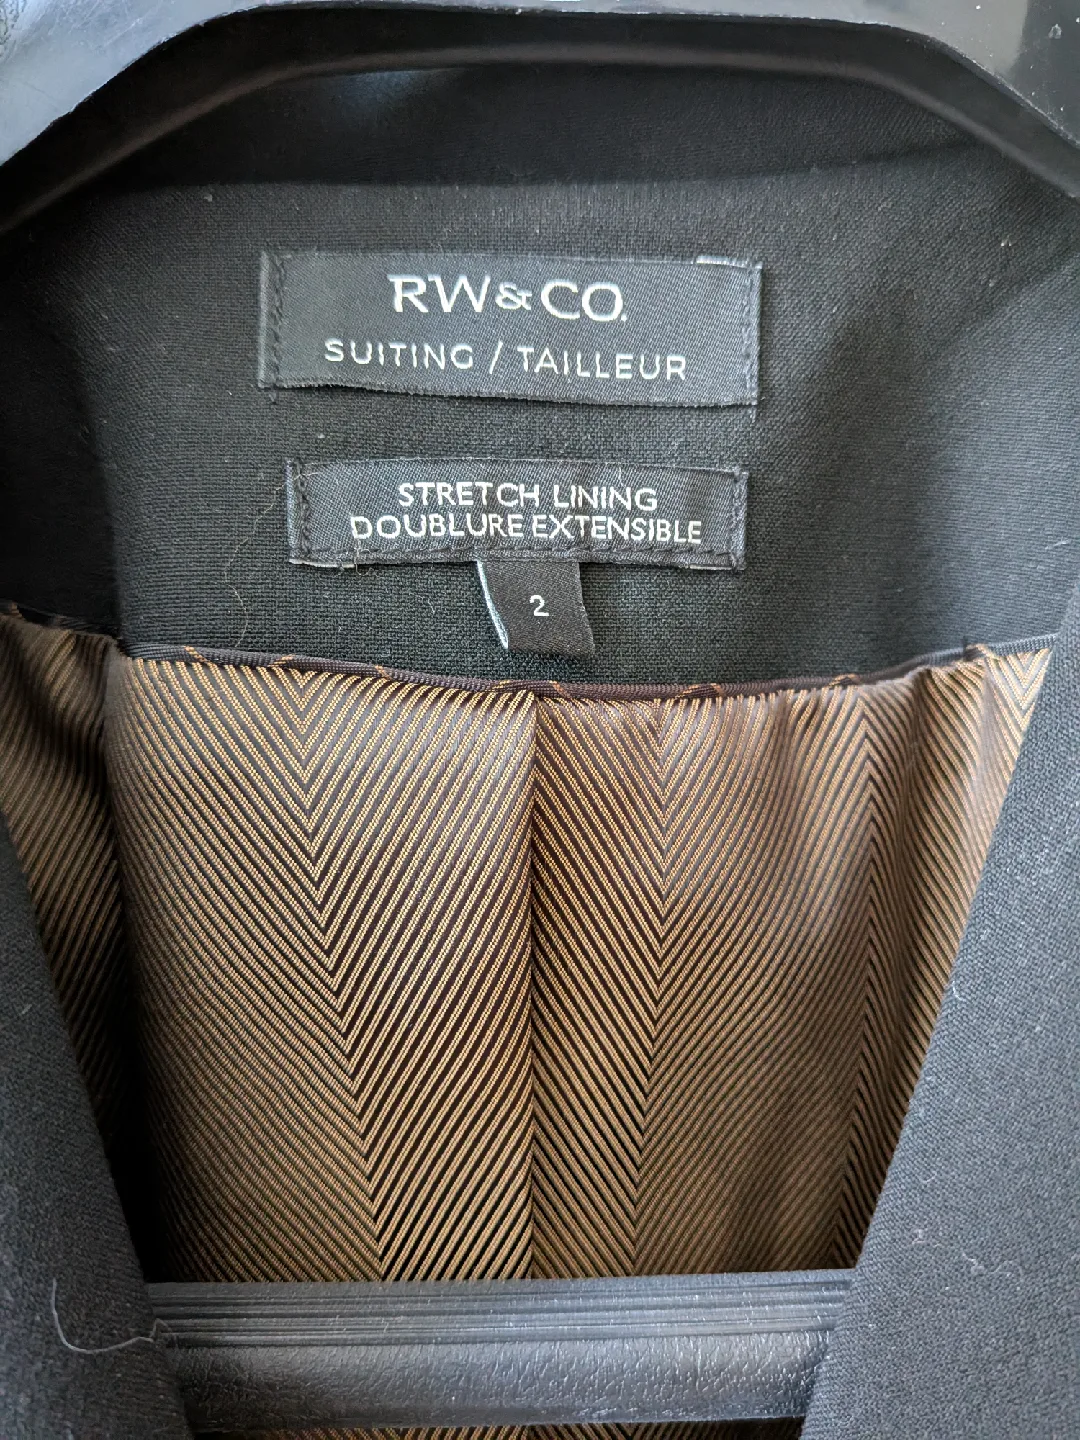 RW&CO.
SUITING / TAILLEUR
STRETCH LINING
DOUBLURE EXTENSIBLE
2